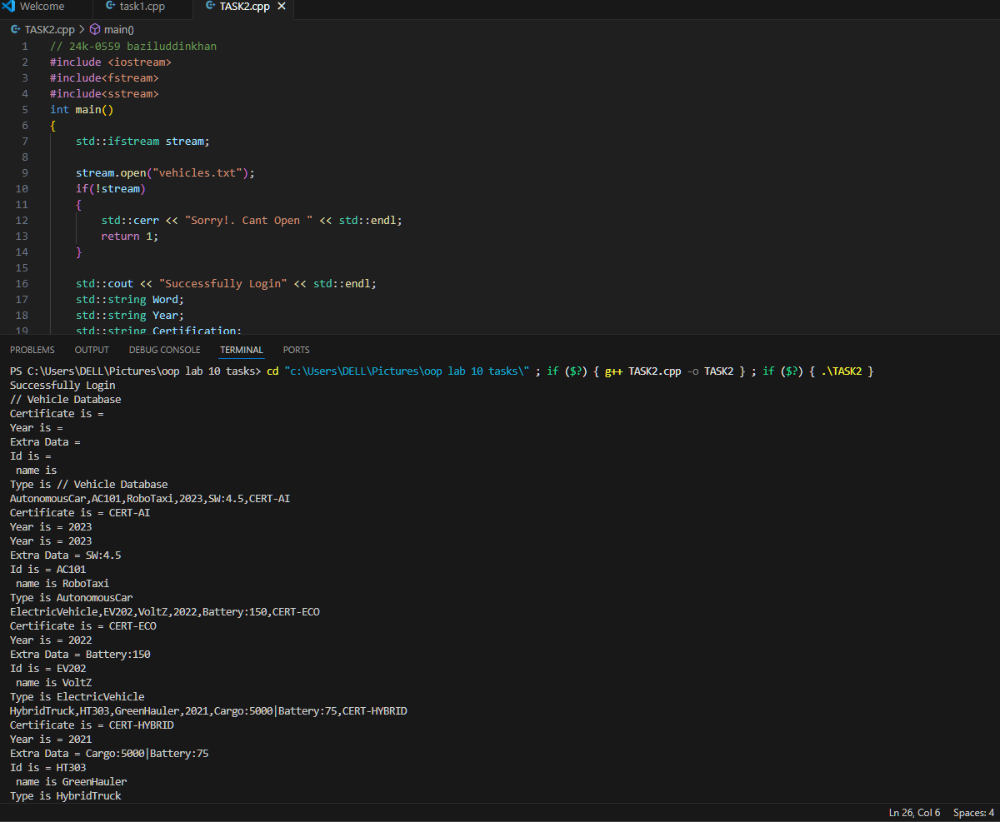 Welcome task1.cpp TASK2.cpp
TASK2.cpp > main()
1 // 24k-0559 baziluddinkhan
2 #include <iostream>
3 #include<fstream>
4 #include<sstream>
5 int main()
6 {
7 std::ifstream stream;
8
9 stream.open("vehicles.txt");
10 if(!stream)
11 {
12 std::cerr << "Sorry!. Cant Open " << std::endl;
13 return 1;
14 }
15
16 std::cout << "Successfully Login" << std::endl;
17 std::string Word;
18 std::string Year;
19 std::string Certification;
PROBLEMS OUTPUT DEBUG CONSOLE TERMINAL PORTS
PS C:\Users\DELL\Pictures\oop lab 10 tasks> cd "c:\Users\DELL\Pictures\oop lab 10 tasks\" ; if ($?) { g++ TASK2.cpp -o TASK2 } ; if ($?) { .\TASK2 }
Successfully Login
// Vehicle Database
Certificate is =
Year is =
Extra Data =
Id is =
 name is
Type is // Vehicle Database
AutonomousCar,AC101,RoboTaxi,2023,SW:4.5,CERT-AI
Certificate is = CERT-AI
Year is = 2023
Year is = 2023
Extra Data = SW:4.5
Id is = AC101
 name is RoboTaxi
Type is AutonomousCar
ElectricVehicle,EV202,VoltZ,2022,Battery:150,CERT-ECO
Certificate is = CERT-ECO
Year is = 2022
Extra Data = Battery:150
Id is = EV202
 name is VoltZ
Type is ElectricVehicle
HybridTruck,HT303,GreenHauler,2021,Cargo:5000|Battery:75,CERT-HYBRID
Certificate is = CERT-HYBRID
Year is = 2021
Extra Data = Cargo:5000|Battery:75
Id is = HT303
 name is GreenHauler
Type is HybridTruck
Ln 26, Col 6 Spaces: 4